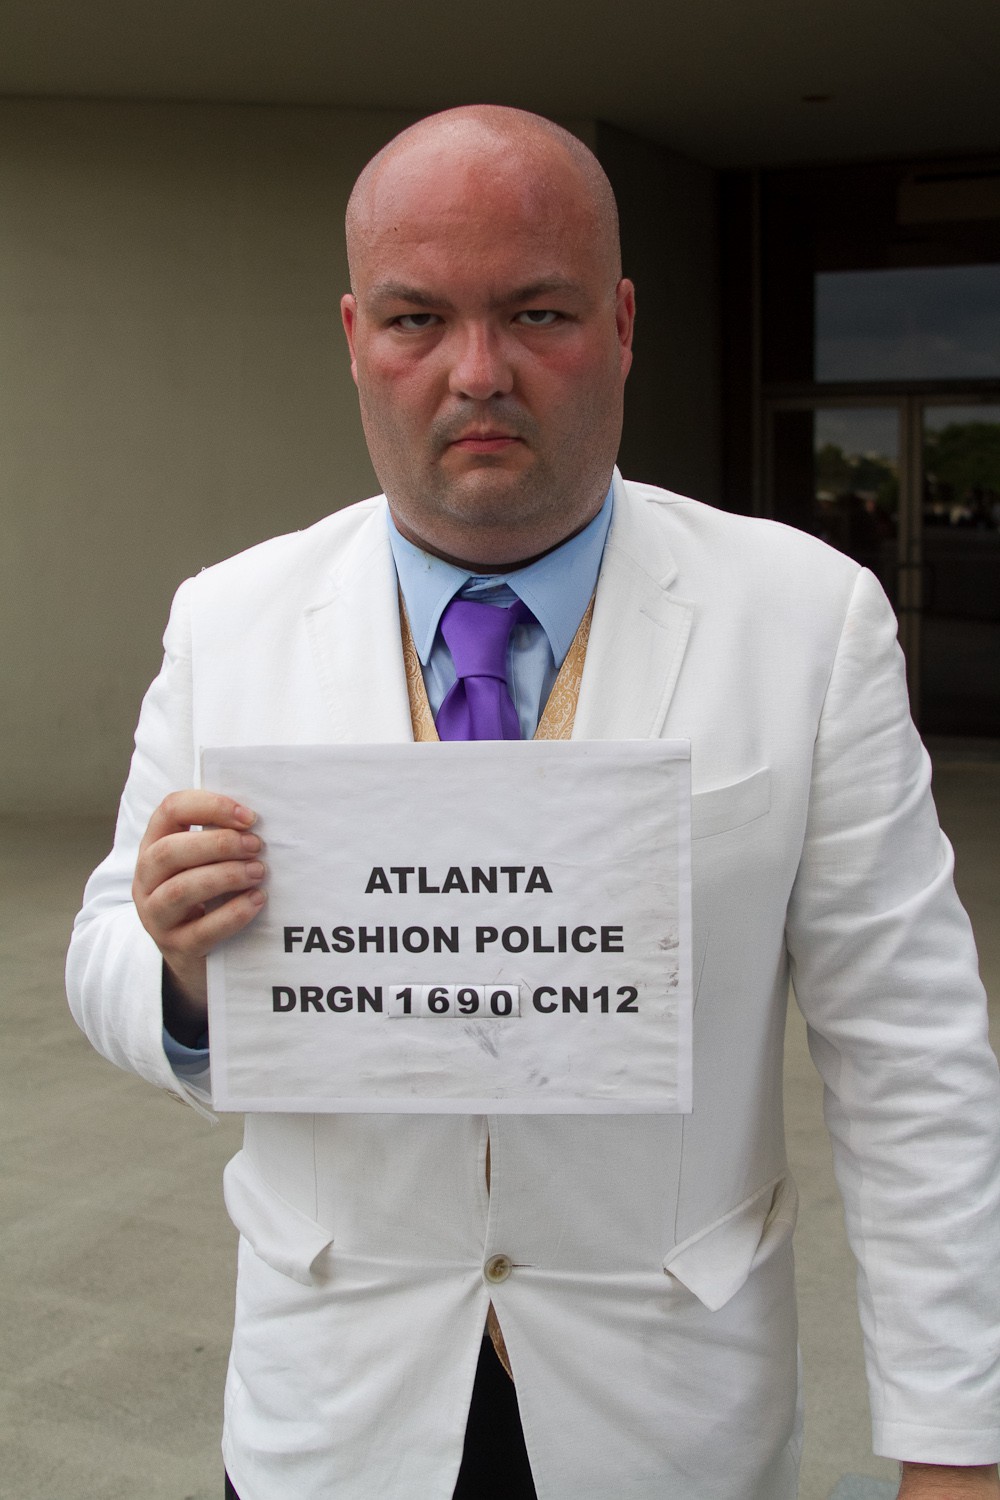 ATLANTA
FASHION POLICE
DRGN 1690 CN12